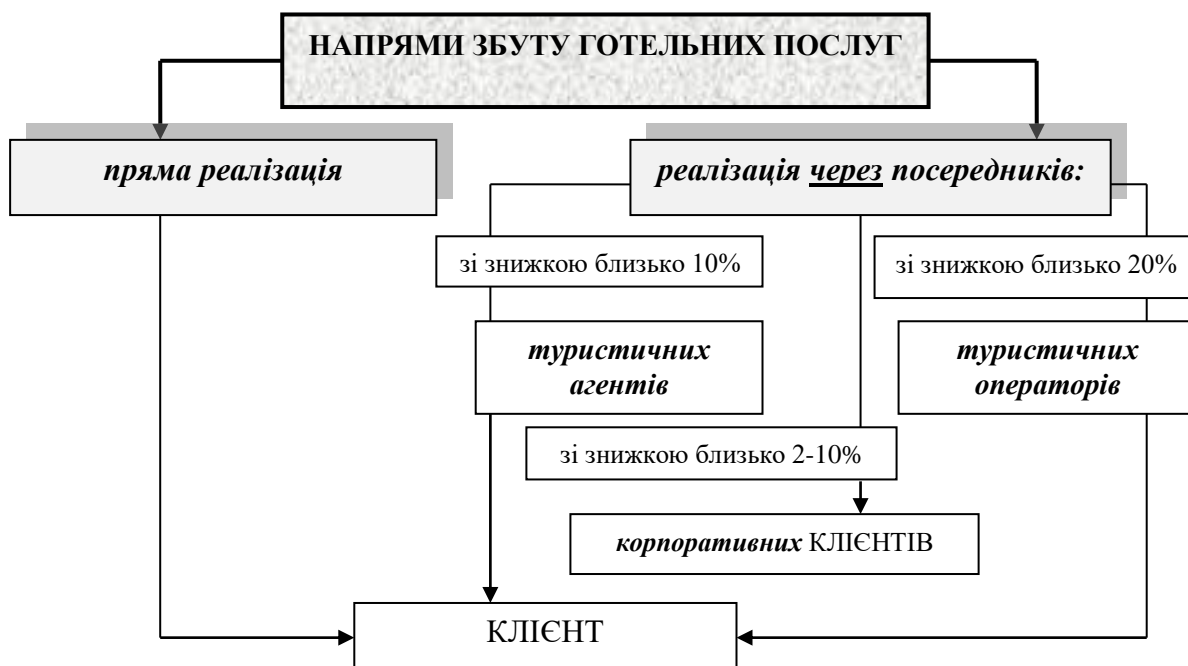 НАПРЯМИ ЗБУТУ ГОТЕЛЬНИХ ПОСЛУГ
пряма реалізація
реалізація через посередників:
зі знижкою близько 10%
зі знижкою близько 20%
туристичних
агентів
туристичних
операторів
зі знижкою близько 2-10%
корпоративних КЛІЄНТІВ
КЛІЄНТ